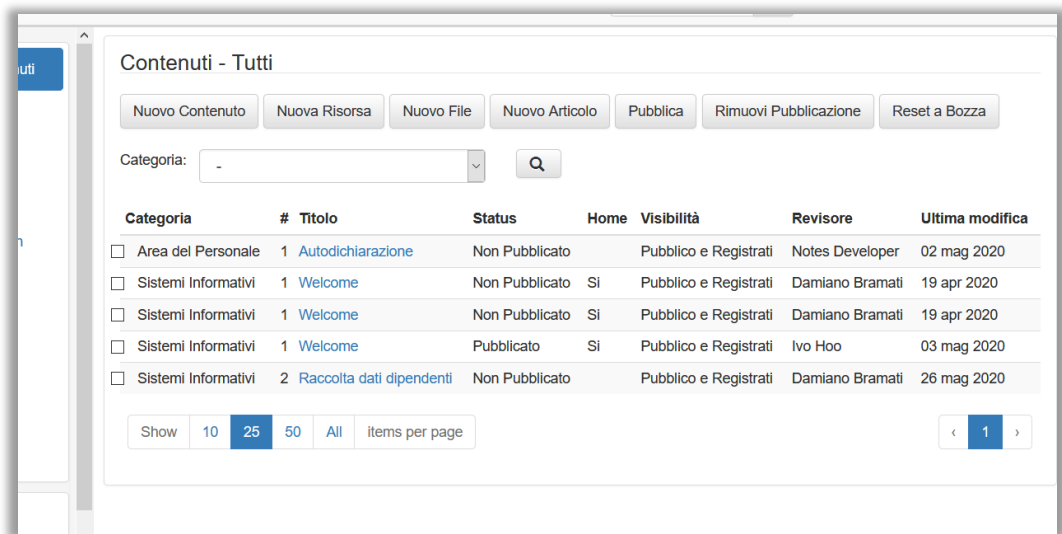 Contenuti - Tutti
uti
Nuovo Contenuto Nuova Risorsa Nuovo File Nuovo Articolo Pubblica Rimuovi Pubblicazione Reset a Bozza
Categoria: -
Categoria # Titolo Status Home Visibilità Revisore Ultima modifica
Area del Personale 1 Autodichiarazione Non Pubblicato Pubblico e Registrati Notes Developer 02 mag 2020
Sistemi Informativi 1 Welcome Non Pubblicato Si Pubblico e Registrati Damiano Bramati 19 apr 2020
Sistemi Informativi 1 Welcome Non Pubblicato Si Pubblico e Registrati Damiano Bramati 19 apr 2020
Sistemi Informativi 1 Welcome Pubblicato Si Pubblico e Registrati Ivo Hoo 03 mag 2020
Sistemi Informativi 2 Raccolta dati dipendenti Non Pubblicato Pubblico e Registrati Damiano Bramati 26 mag 2020
Show 10 25 50 All items per page ‹ 1 ›